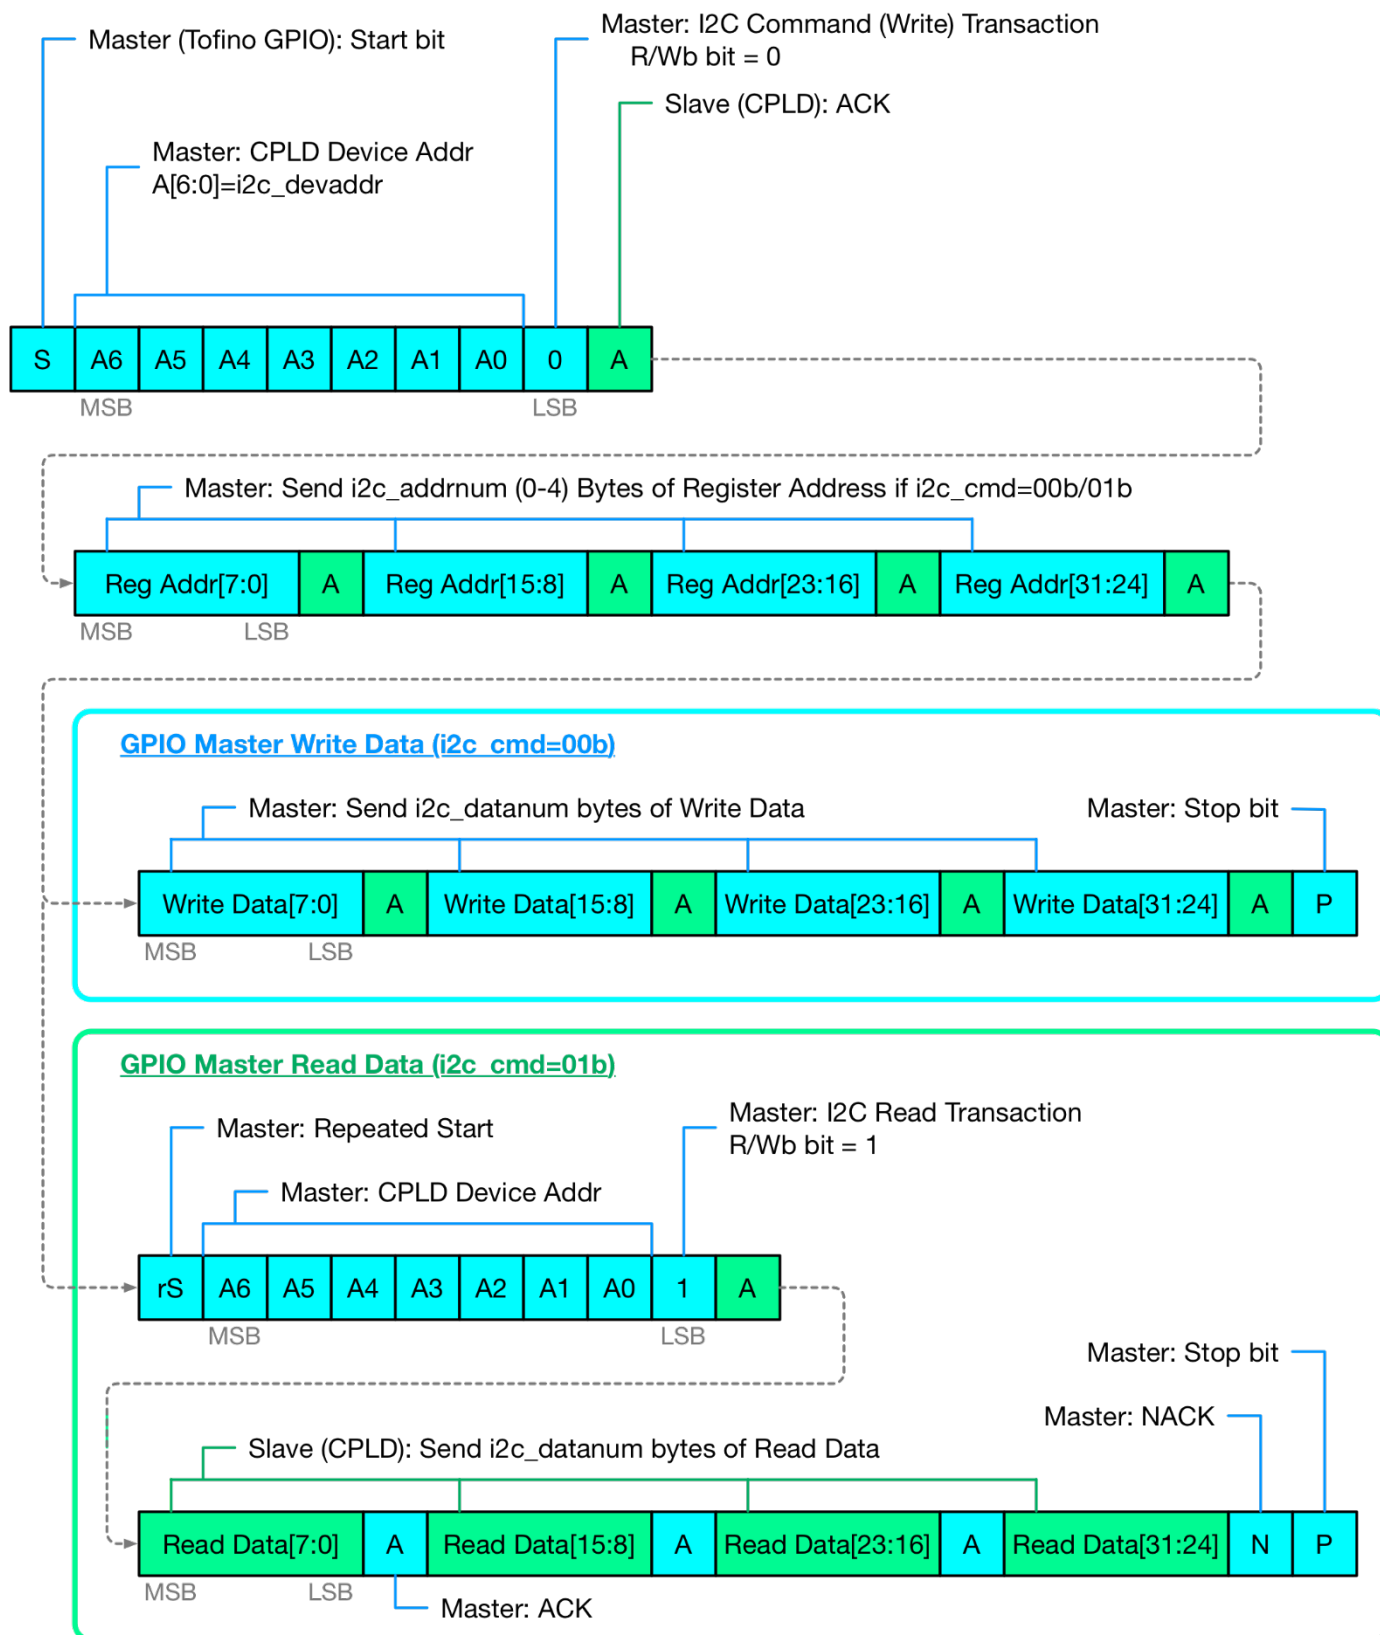 Master (Tofino GPIO): Start bit
Master: I2C Command (Write) Transaction
R/Wb bit = 0
Slave (CPLD): ACK
Master: CPLD Device Addr
A[6:0]=i2c_devaddr
S A6 A5 A4 A3 A2 A1 A0 0 A
MSB LSB
Master: Send i2c_addrnum (0-4) Bytes of Register Address if i2c_cmd=00b/01b
Reg Addr[7:0] A Reg Addr[15:8] A Reg Addr[23:16] A Reg Addr[31:24] A
MSB LSB
GPIO Master Write Data (i2c_cmd=00b)
Master: Send i2c_datanum bytes of Write Data Master: Stop bit
Write Data[7:0] A Write Data[15:8] A Write Data[23:16] A Write Data[31:24] A P
MSB LSB
GPIO Master Read Data (i2c_cmd=01b)
Master: I2C Read Transaction
Master: Repeated Start
R/Wb bit = 1
Master: CPLD Device Addr
rS A6 A5 A4 A3 A2 A1 A0 1 A
MSB LSB
Master: Stop bit
Master: NACK
Slave (CPLD): Send i2c_datanum bytes of Read Data
Read Data[7:0] A Read Data[15:8] A Read Data[23:16] A Read Data[31:24] N P
MSB LSB
Master: ACK